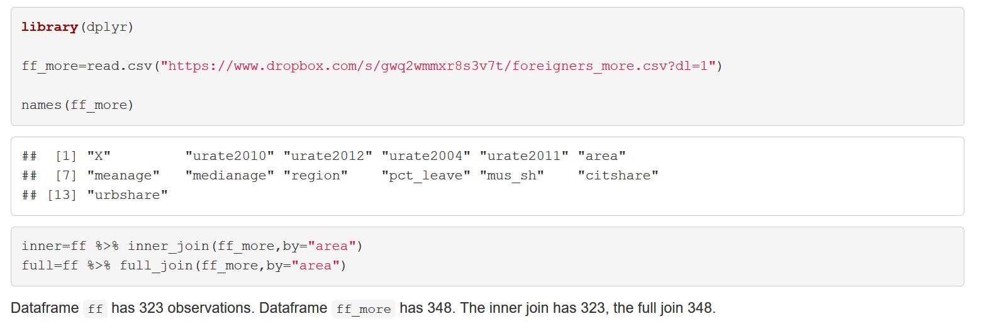 library(dplyr)
ff_more=read.csv("https://www.dropbox.com/s/gwq2wmmxr8s3v7t/foreigners_more.csv?dl=1")
names(ff_more)
##  [1] "X"         "urate2010" "urate2012" "urate2004" "urate2011" "area"
##  [7] "meanage"   "medianage" "region"    "pct_leave" "mus_sh"    "citshare"
## [13] "urbshare"
inner=ff %>% inner_join(ff_more,by="area")
full=ff %>% full_join(ff_more,by="area")
Dataframe ff has 323 observations. Dataframe ff_more has 348. The inner join has 323, the full join 348.